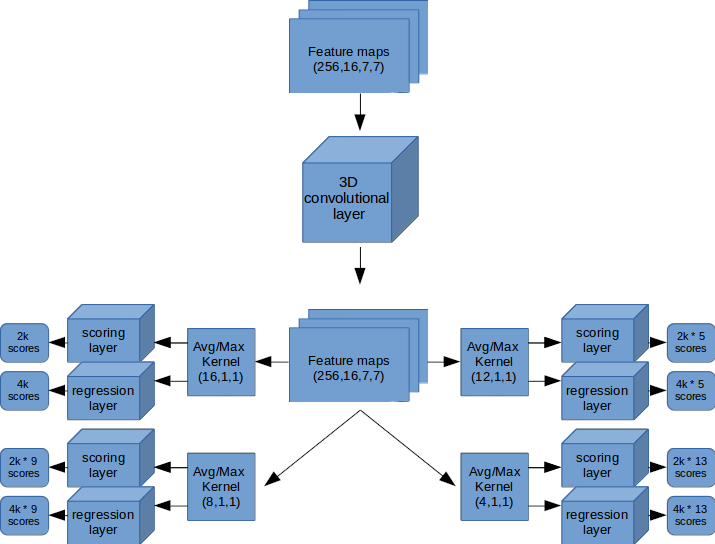 Feature maps
(256,16,7,7)
3D
convolutional
layer
Feature maps
(256,16,7,7)
Avg/Max
Kernel
(16,1,1)
scoring
layer
2k
scores
regression
layer
4k
scores
Avg/Max
Kernel
(12,1,1)
scoring
layer
2k * 5
scores
regression
layer
4k * 5
scores
Avg/Max
Kernel
(8,1,1)
scoring
layer
2k * 9
scores
regression
layer
4k * 9
scores
Avg/Max
Kernel
(4,1,1)
scoring
layer
2k * 13
scores
regression
layer
4k * 13
scores